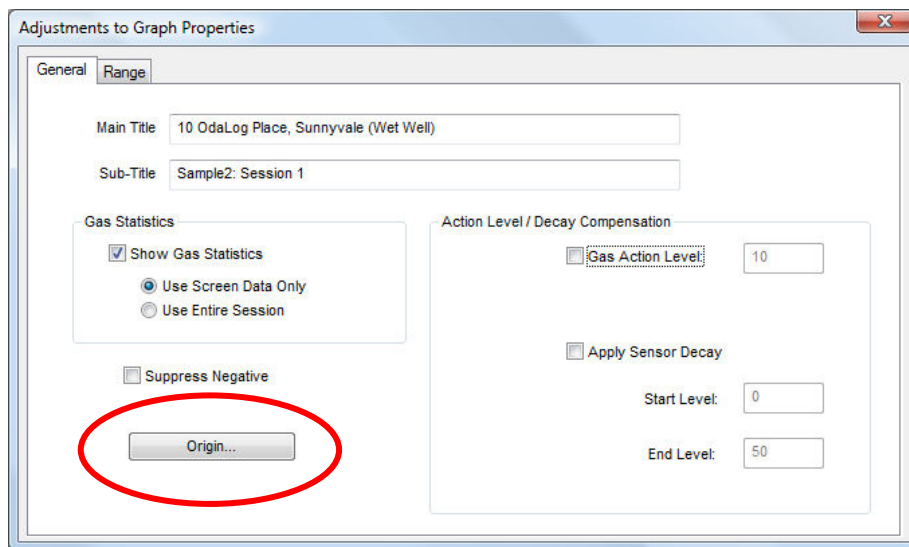 Adjustments to Graph Properties
General Range
Main Title 10 OdaLog Place, Sunnyvale (Wet Well)
Sub-Title Sample2: Session 1
Gas Statistics
Show Gas Statistics
Use Screen Data Only
Use Entire Session
Suppress Negative
Origin...
Action Level / Decay Compensation
Gas Action Level: 10
Apply Sensor Decay
Start Level: 0
End Level: 50